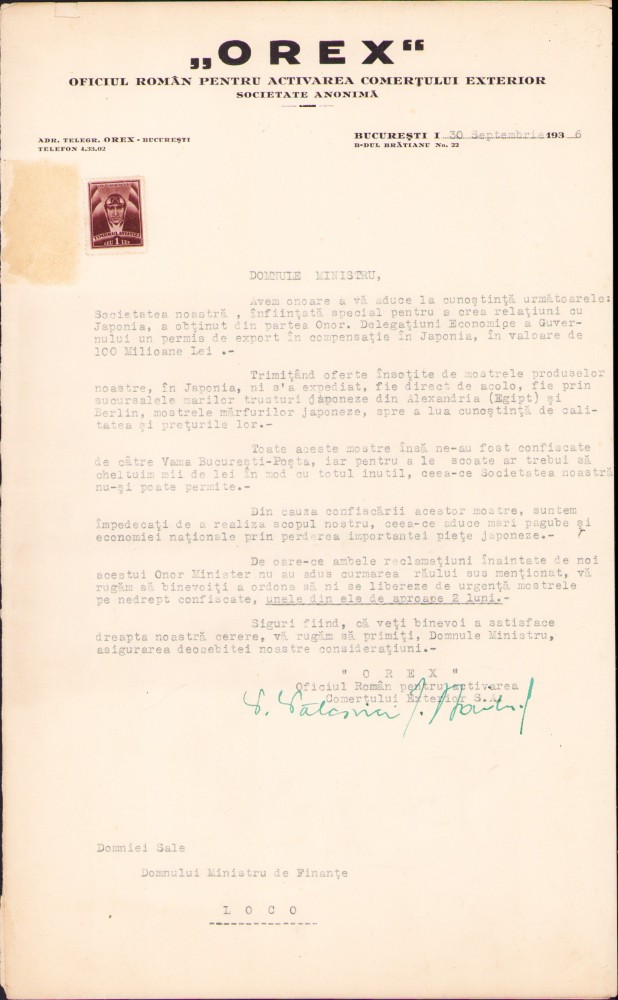 „OREX“
OFICIUL ROMÂN PENTRU ACTIVAREA COMERȚULUI EXTERIOR
SOCIETATE ANONIMĂ
ADR. TELEGR. OREX - BUCUREȘTI
TELEFON 4.33.02
BUCUREȘTI I 30 Septembrie 1936
B-DUL BRĂTIANU No. 22
1 LEU
DOMNULE MINISTRU,
Avem onoare a vă aduce la cunoștință următoarele:
Societatea noastră , înființată special pentru a crea relațiuni cu
Japonia, a obținut din partea Onor. Delegațiuni Economice a Guver-
nului un permis de export în compensație în Japonia, în valoare de
100 Milioane Lei .-
Trimițând oferte însoțite de mostrele produselor
noastre, în Japonia, ni s'a expediat, fie direct de acolo, fie prin
sucursalele marilor trusturi japoneze din Alexandria (Egipt) și
Berlin, mostrele mărfurilor japoneze, spre a lua cunoștință de cali-
tatea și prețurile lor.-
Toate aceste mostre însă ne-au fost confiscate
de către Vama București-Poșta, iar pentru a le scoate ar trebui să
cheltuim mii de lei în mod cu totul inutil, ceea-ce Societatea noastră
nu-și poate permite.-
Din cauza confiscării acestor mostre, suntem
împedecați de a realiza scopul nostru, ceea-ce aduce mari pagube și
economiei naționale prin perderea importantei piețe japoneze.-
De oare-ce ambele reclamațiuni înaintate de noi
acestui Onor Minister nu au adus curmarea răului sus menționat, vă
rugăm să binevoiți a ordona să ni se libereze de urgență mostrele
pe nedrept confiscate, unele din ele de aproape 2 luni.-
Siguri fiind, că veți binevoi a satisface
dreapta noastră cerere, vă rugăm să primiți, Domnule Ministru,
asigurarea deosebitei noastre considerațiuni.-
" O R E X "
Oficiul Român pentru activarea
Comerțului Exterior S.A.
Domniei Sale
Domnului Ministru de Finanțe
L O C O